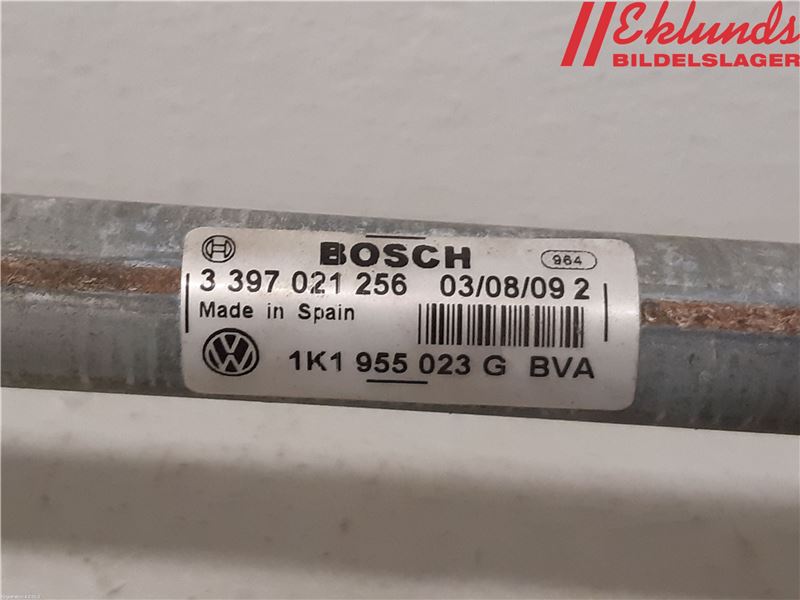 Eklunds
BILDELSLAGER
BOSCH 964
3 397 021 256 03/08/09 2
Made in Spain
VW 1K1 955 023 G BVA